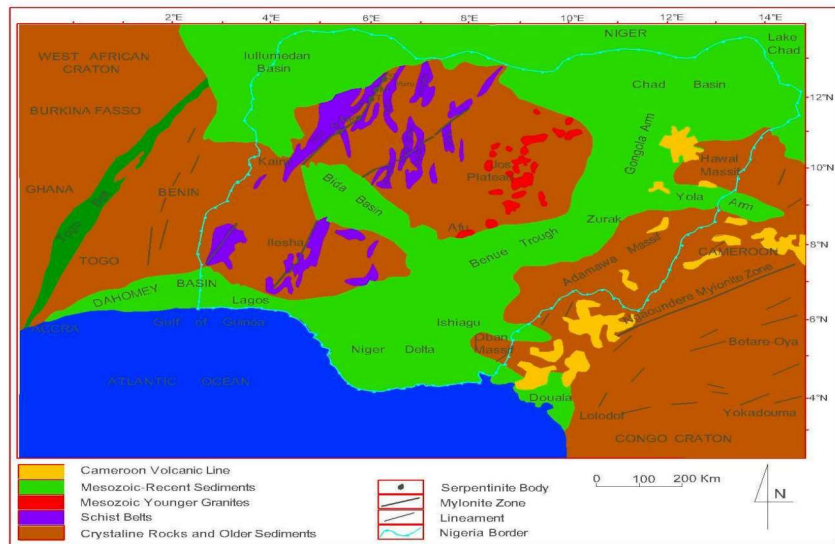 2°E 4°E 6°E 8°E 10°E 12°E 14°E
WEST AFRICAN
CRATON
Iullumedan
Basin
NIGER
Lake
Chad
Chad Basin
12°N
BURKINA FASSO
Gongola Arm
Kaina
Jos
Plateau
Hawal
Massif
10°N
GHANA
BENIN
Bida Basin
Yola Arm
Togo Belt
Zurak
Afu
Ilesha
Benue Trough
Adamawa Massif
CAMEROON
8°N
TOGO
DAHOMEY BASIN
Lagos
Ngaoundere Mylonite Zone
ACCRA
Gulf of Guinea
Ishiagu
6°N
Oban
Massif
Betare-Oya
Niger Delta
ATLANTIC OCEAN
Douala
4°N
Lolodorf
Yokadouma
CONGO CRATON
Cameroon Volcanic Line
Mesozoic-Recent Sediments
Mesozoic Younger Granites
Schist Belts
Crystaline Rocks and Older Sediments
Serpentinite Body
Mylonite Zone
Lineament
Nigeria Border
0 100 200 Km
N